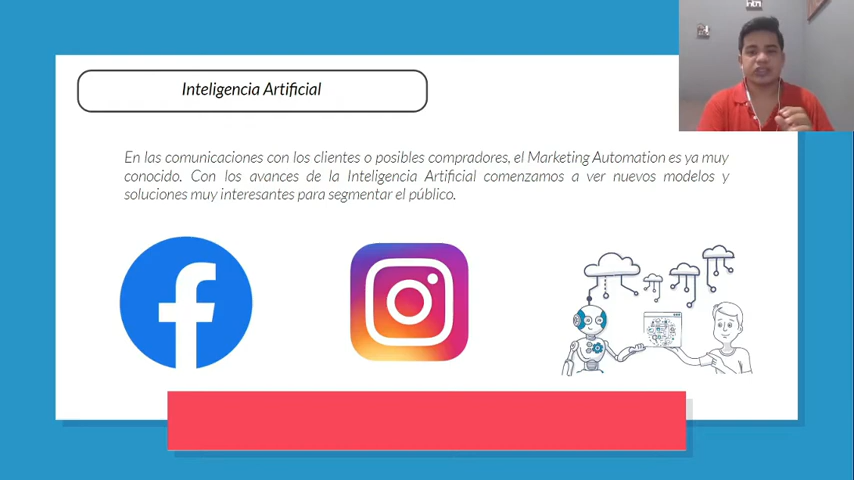 Inteligencia Artificial
En las comunicaciones con los clientes o posibles compradores, el Marketing Automation es ya muy
conocido. Con los avances de la Inteligencia Artificial comenzamos a ver nuevos modelos y
soluciones muy interesantes para segmentar el público.